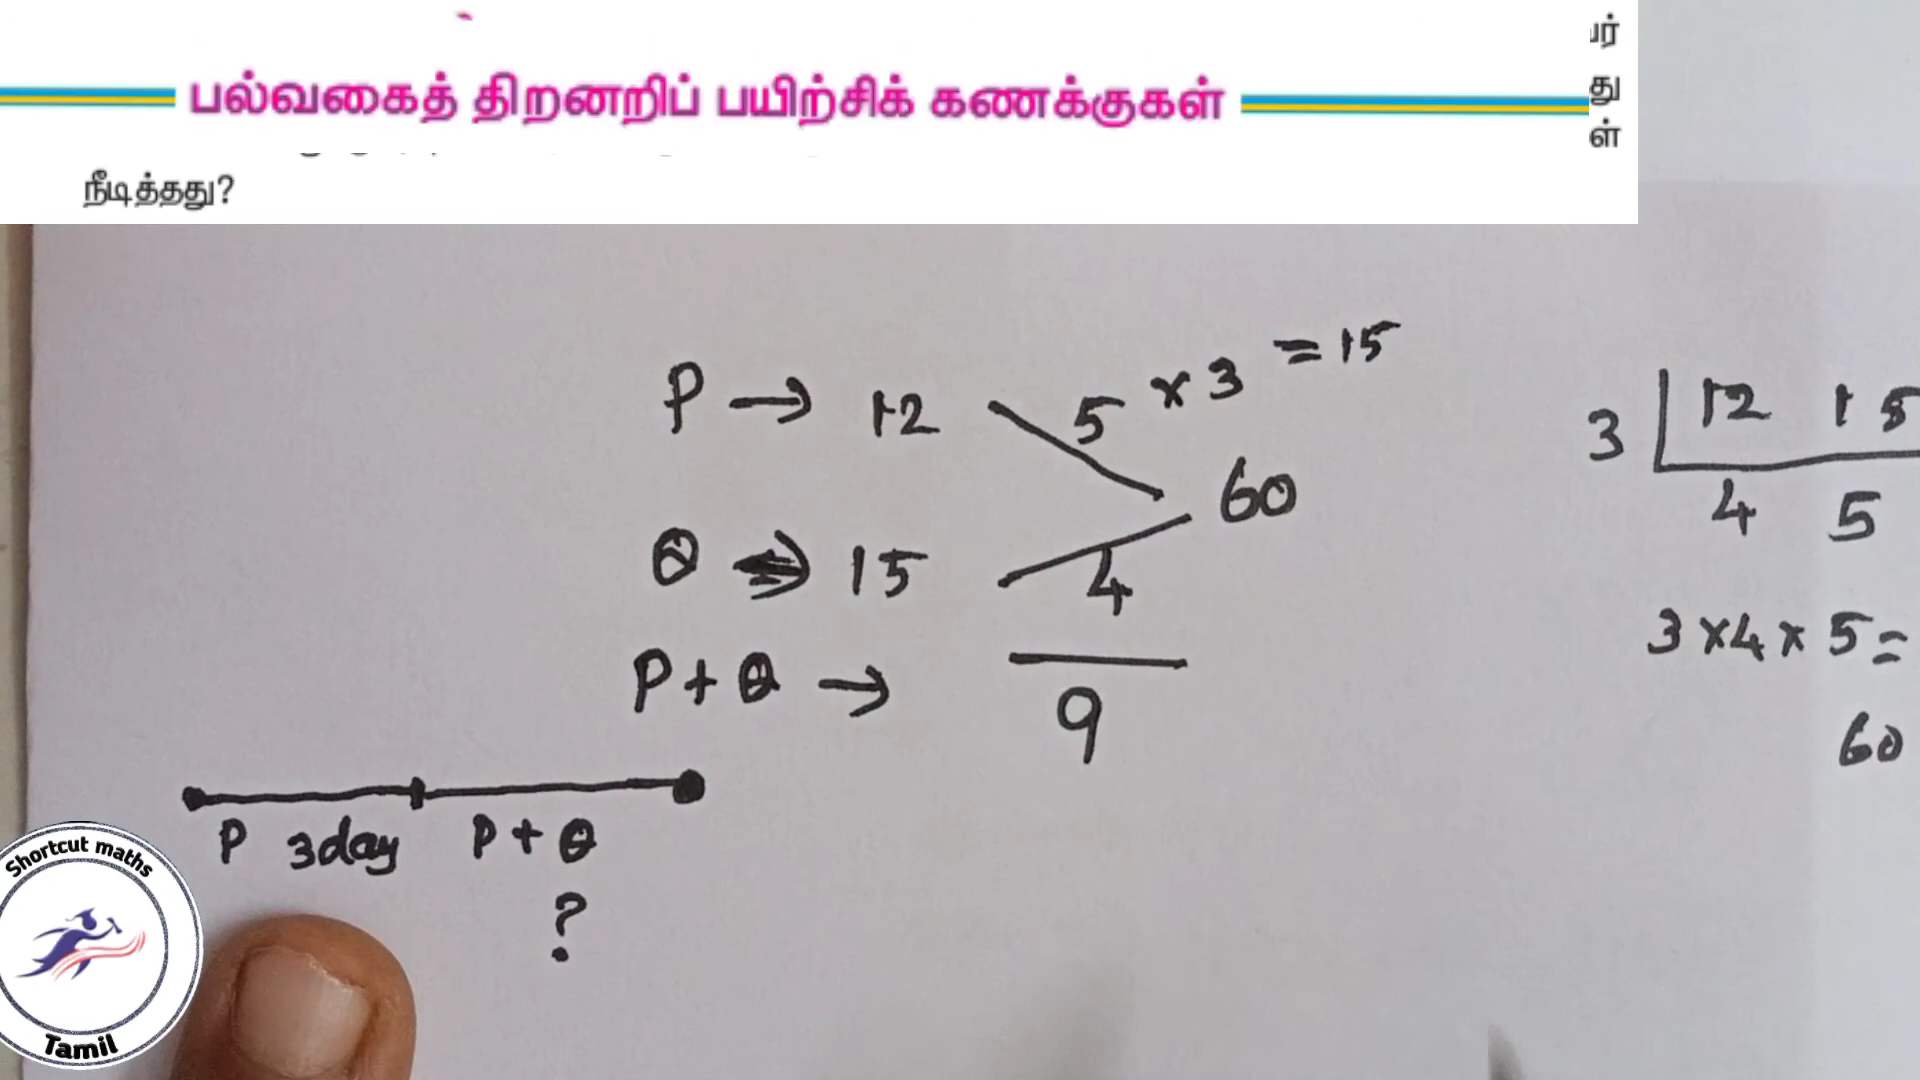 பர்
பல்வகைத் திறனறிப் பயிற்சிக் கணக்குகள்
து
ள்
நீடித்தது?
P → 12 5 x 3 = 15
60
Q → 15 4
P + Q → 9
3 12 15
4 5
3 x 4 x 5 =
60
P 3day P + Q
?
Shortcut maths
Tamil